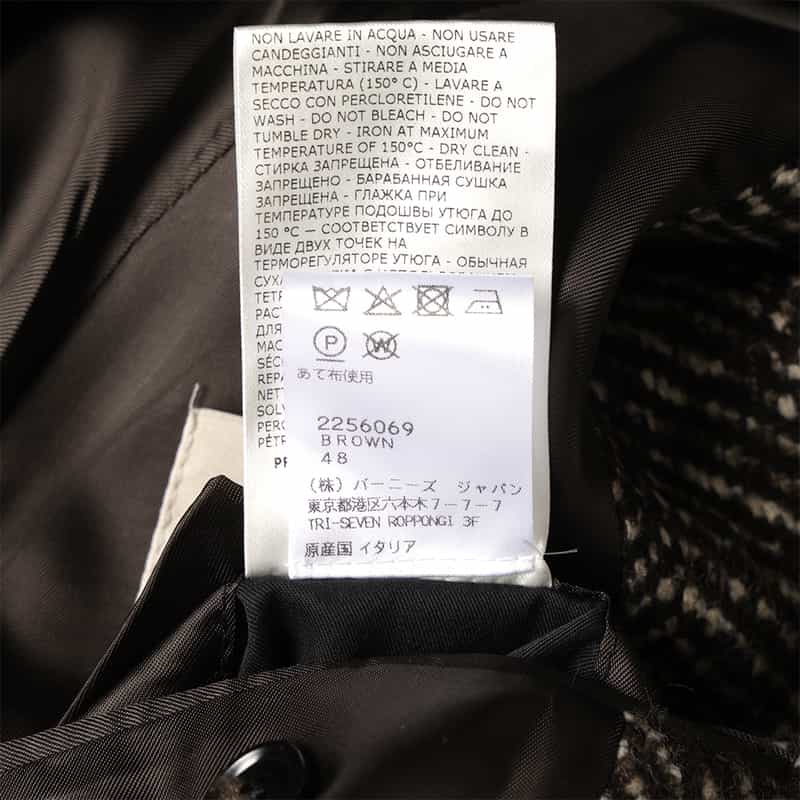 NON LAVARE IN ACQUA - NON USARE
CANDEGGIANTI - NON ASCIUGARE A
MACCHINA - STIRARE A MEDIA
TEMPERATURA (150° C) - LAVARE A
SECCO CON PERCLORETILENE - DO NOT
WASH - DO NOT BLEACH - DO NOT
TUMBLE DRY - IRON AT MAXIMUM
TEMPERATURE OF 150°C - DRY CLEAN -
СТИРКА ЗАПРЕЩЕНА - ОТБЕЛИВАНИЕ
ЗАПРЕЩЕНО - БАРАБАННАЯ СУШКА
ЗАПРЕЩЕНА - ГЛАЖКА ПРИ
ТЕМПЕРАТУРЕ ПОДОШВЫ УТЮГА ДО
150 °C — СООТВЕТСТВУЕТ СИМВОЛУ В
ВИДЕ ДВУХ ТОЧЕК НА
ТЕРМОРЕГУЛЯТОРЕ УТЮГА - ОБЫЧНАЯ
P
W
あて布使用
2256069
BROWN
48
(株) バーニーズ ジャパン
東京都港区六本木7-7-7
TRI-SEVEN ROPPONGI 3F
原産国 イタリア